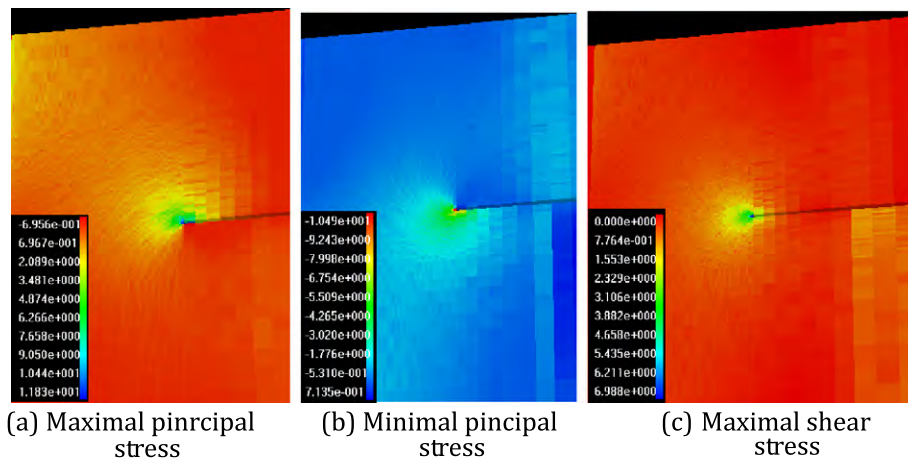 -6.956e-001
6.967e-001
2.089e+000
3.481e+000
4.874e+000
6.266e+000
7.658e+000
9.050e+000
1.044e+001
1.183e+001
-1.049e+001
-9.243e+000
-7.998e+000
-6.754e+000
-5.509e+000
-4.265e+000
-3.020e+000
-1.776e+000
-5.310e-001
7.135e-001
0.000e+000
7.764e-001
1.553e+000
2.329e+000
3.106e+000
3.882e+000
4.658e+000
5.435e+000
6.211e+000
6.988e+000
(a) Maximal pinrcipal
stress
(b) Minimal pincipal
stress
(c) Maximal shear
stress